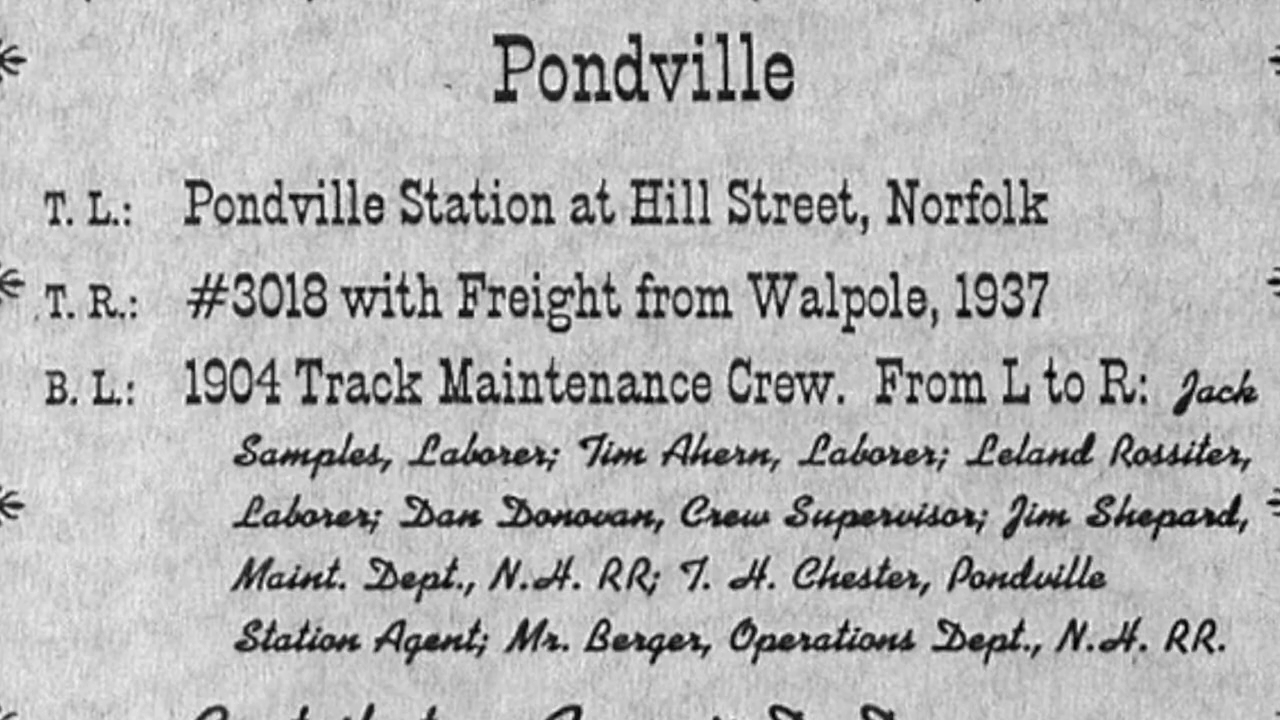 Pondville
T. L.: Pondville Station at Hill Street, Norfolk
T. R.: #3018 with Freight from Walpole, 1937
B. L.: 1904 Track Maintenance Crew. From L to R: Jack
Samples, Laborer; Tim Ahern, Laborer; Leland Rossiter,
Laborer; Dan Donovan, Crew Supervisor; Jim Shepard,
Maint. Dept., N.H. RR; T. H. Chester, Pondville
Station Agent; Mr. Berger, Operations Dept., N.H. RR.